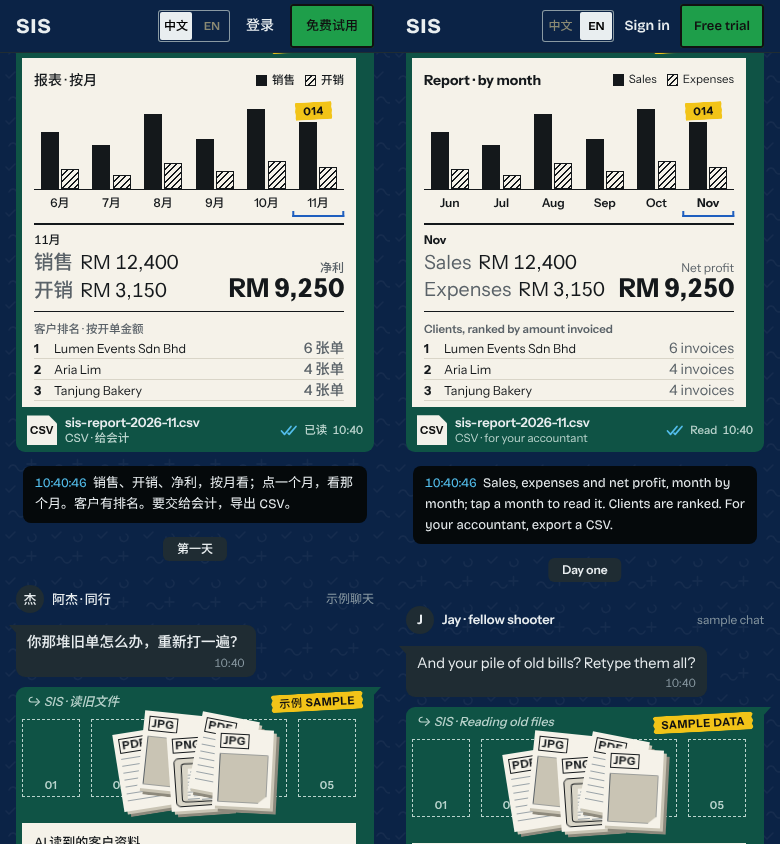 SIS
中文 EN
登录
免费试用
报表·按月
销售 开销
014
6月 7月 8月 9月 10月 11月
11月
销售 RM 12,400
开销 RM 3,150
净利
RM 9,250
客户排名·按开单金额
1 Lumen Events Sdn Bhd 6 张单
2 Aria Lim 4 张单
3 Tanjung Bakery 4 张单
CSV
sis-report-2026-11.csv
CSV·给会计
已读 10:40
10:40:46 销售、开销、净利，按月看；点一个月，看那
个月。客户有排名。要交给会计，导出 CSV。
第一天
杰 阿杰·同行
示例聊天
你那堆旧单怎么办，重新打一遍？
10:40
↪ SIS·读旧文件
示例 SAMPLE
JPG
PNG
JPG
01
05
AI 读到的客户资料
SIS
中文 EN
Sign in
Free trial
Report·by month
Sales Expenses
014
Jun Jul Aug Sep Oct Nov
Nov
Sales RM 12,400
Expenses RM 3,150
Net profit
RM 9,250
Clients, ranked by amount invoiced
1 Lumen Events Sdn Bhd 6 invoices
2 Aria Lim 4 invoices
3 Tanjung Bakery 4 invoices
CSV
sis-report-2026-11.csv
CSV·for your accountant
Read 10:40
10:40:46 Sales, expenses and net profit, month by
month; tap a month to read it. Clients are ranked. For
your accountant, export a CSV.
Day one
J Jay·fellow shooter
sample chat
And your pile of old bills? Retype them all?
10:40
↪ SIS·Reading old files
SAMPLE DATA
JPG
PNG
JPG
01
05